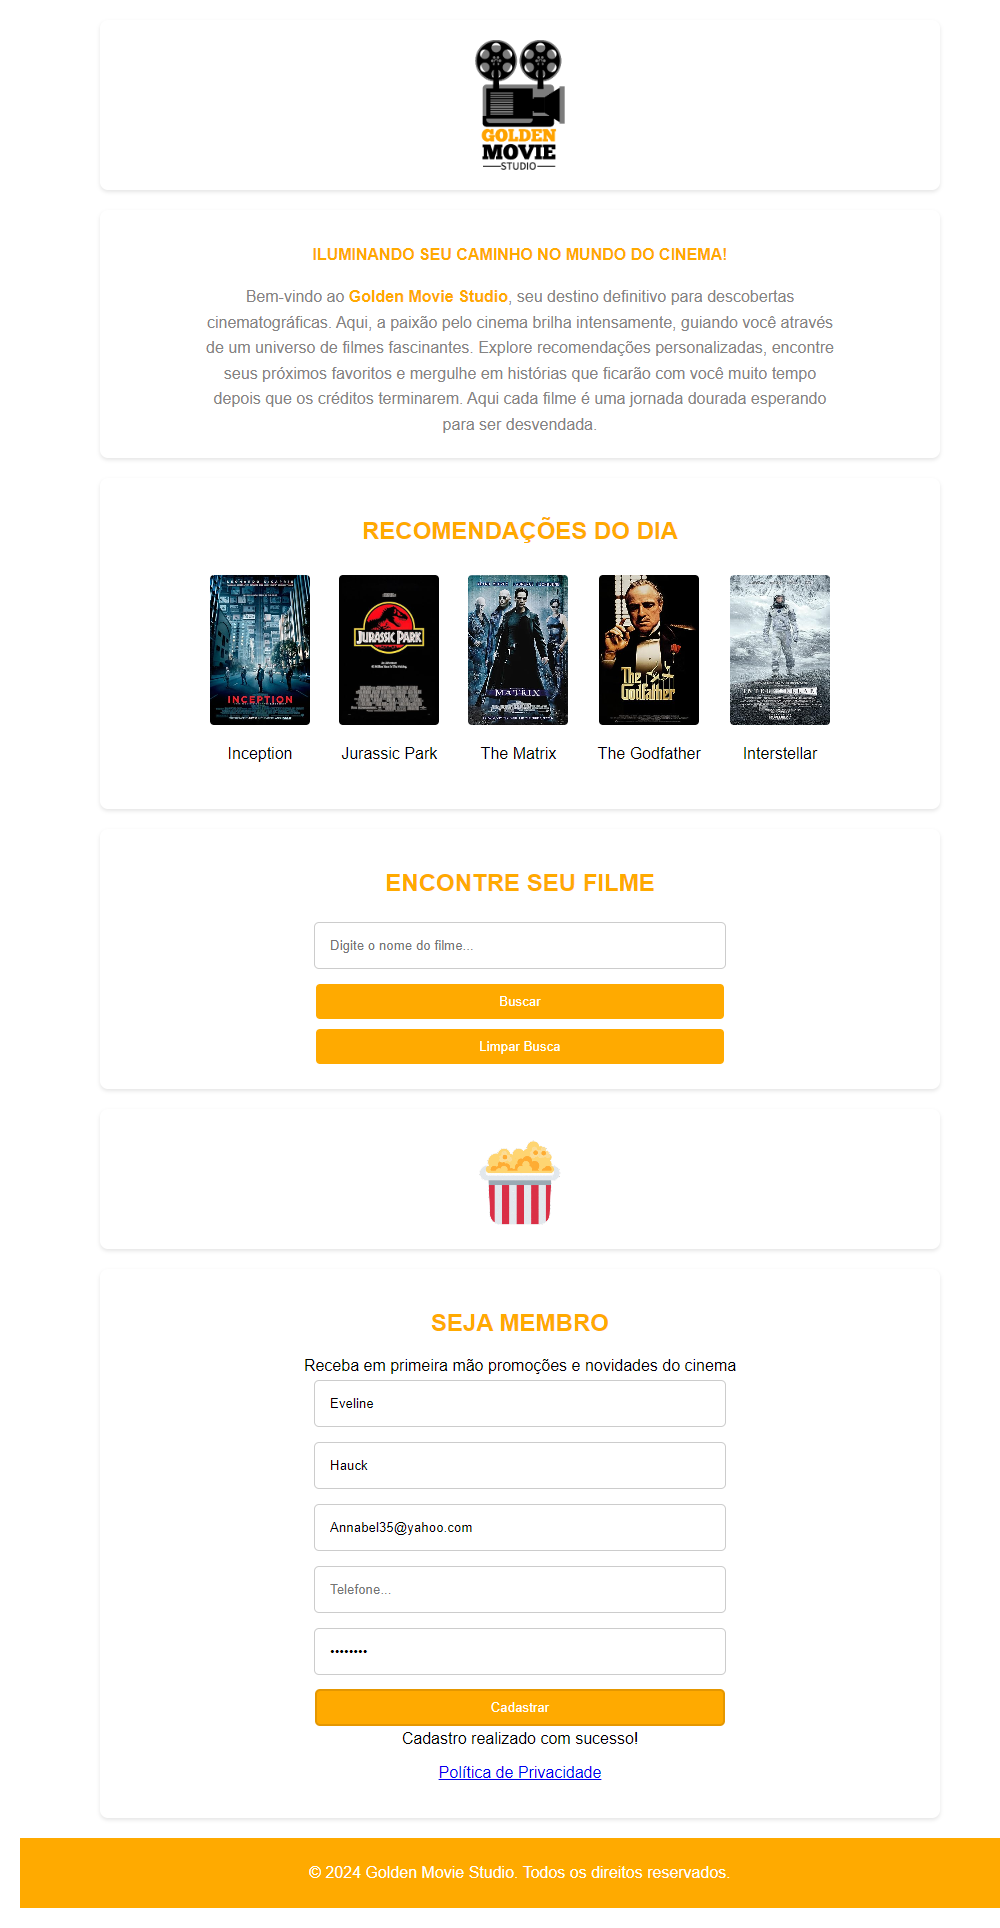 GOLDEN
MOVIE
STUDIO
ILUMINANDO SEU CAMINHO NO MUNDO DO CINEMA!
Bem-vindo ao Golden Movie Studio, seu destino definitivo para descobertas
cinematográficas. Aqui, a paixão pelo cinema brilha intensamente, guiando você através
de um universo de filmes fascinantes. Explore recomendações personalizadas, encontre
seus próximos favoritos e mergulhe em histórias que ficarão com você muito tempo
depois que os créditos terminarem. Aqui cada filme é uma jornada dourada esperando
para ser desvendada.
RECOMENDAÇÕES DO DIA
INCEPTION
JURASSIC PARK
MATRIX
The Godfather
INTERSTELLAR
Inception
Jurassic Park
The Matrix
The Godfather
Interstellar
ENCONTRE SEU FILME
Digite o nome do filme...
Buscar
Limpar Busca
SEJA MEMBRO
Receba em primeira mão promoções e novidades do cinema
Eveline
Hauck
Annabel35@yahoo.com
Telefone...
••••••••
Cadastrar
Cadastro realizado com sucesso!
Política de Privacidade
© 2024 Golden Movie Studio. Todos os direitos reservados.